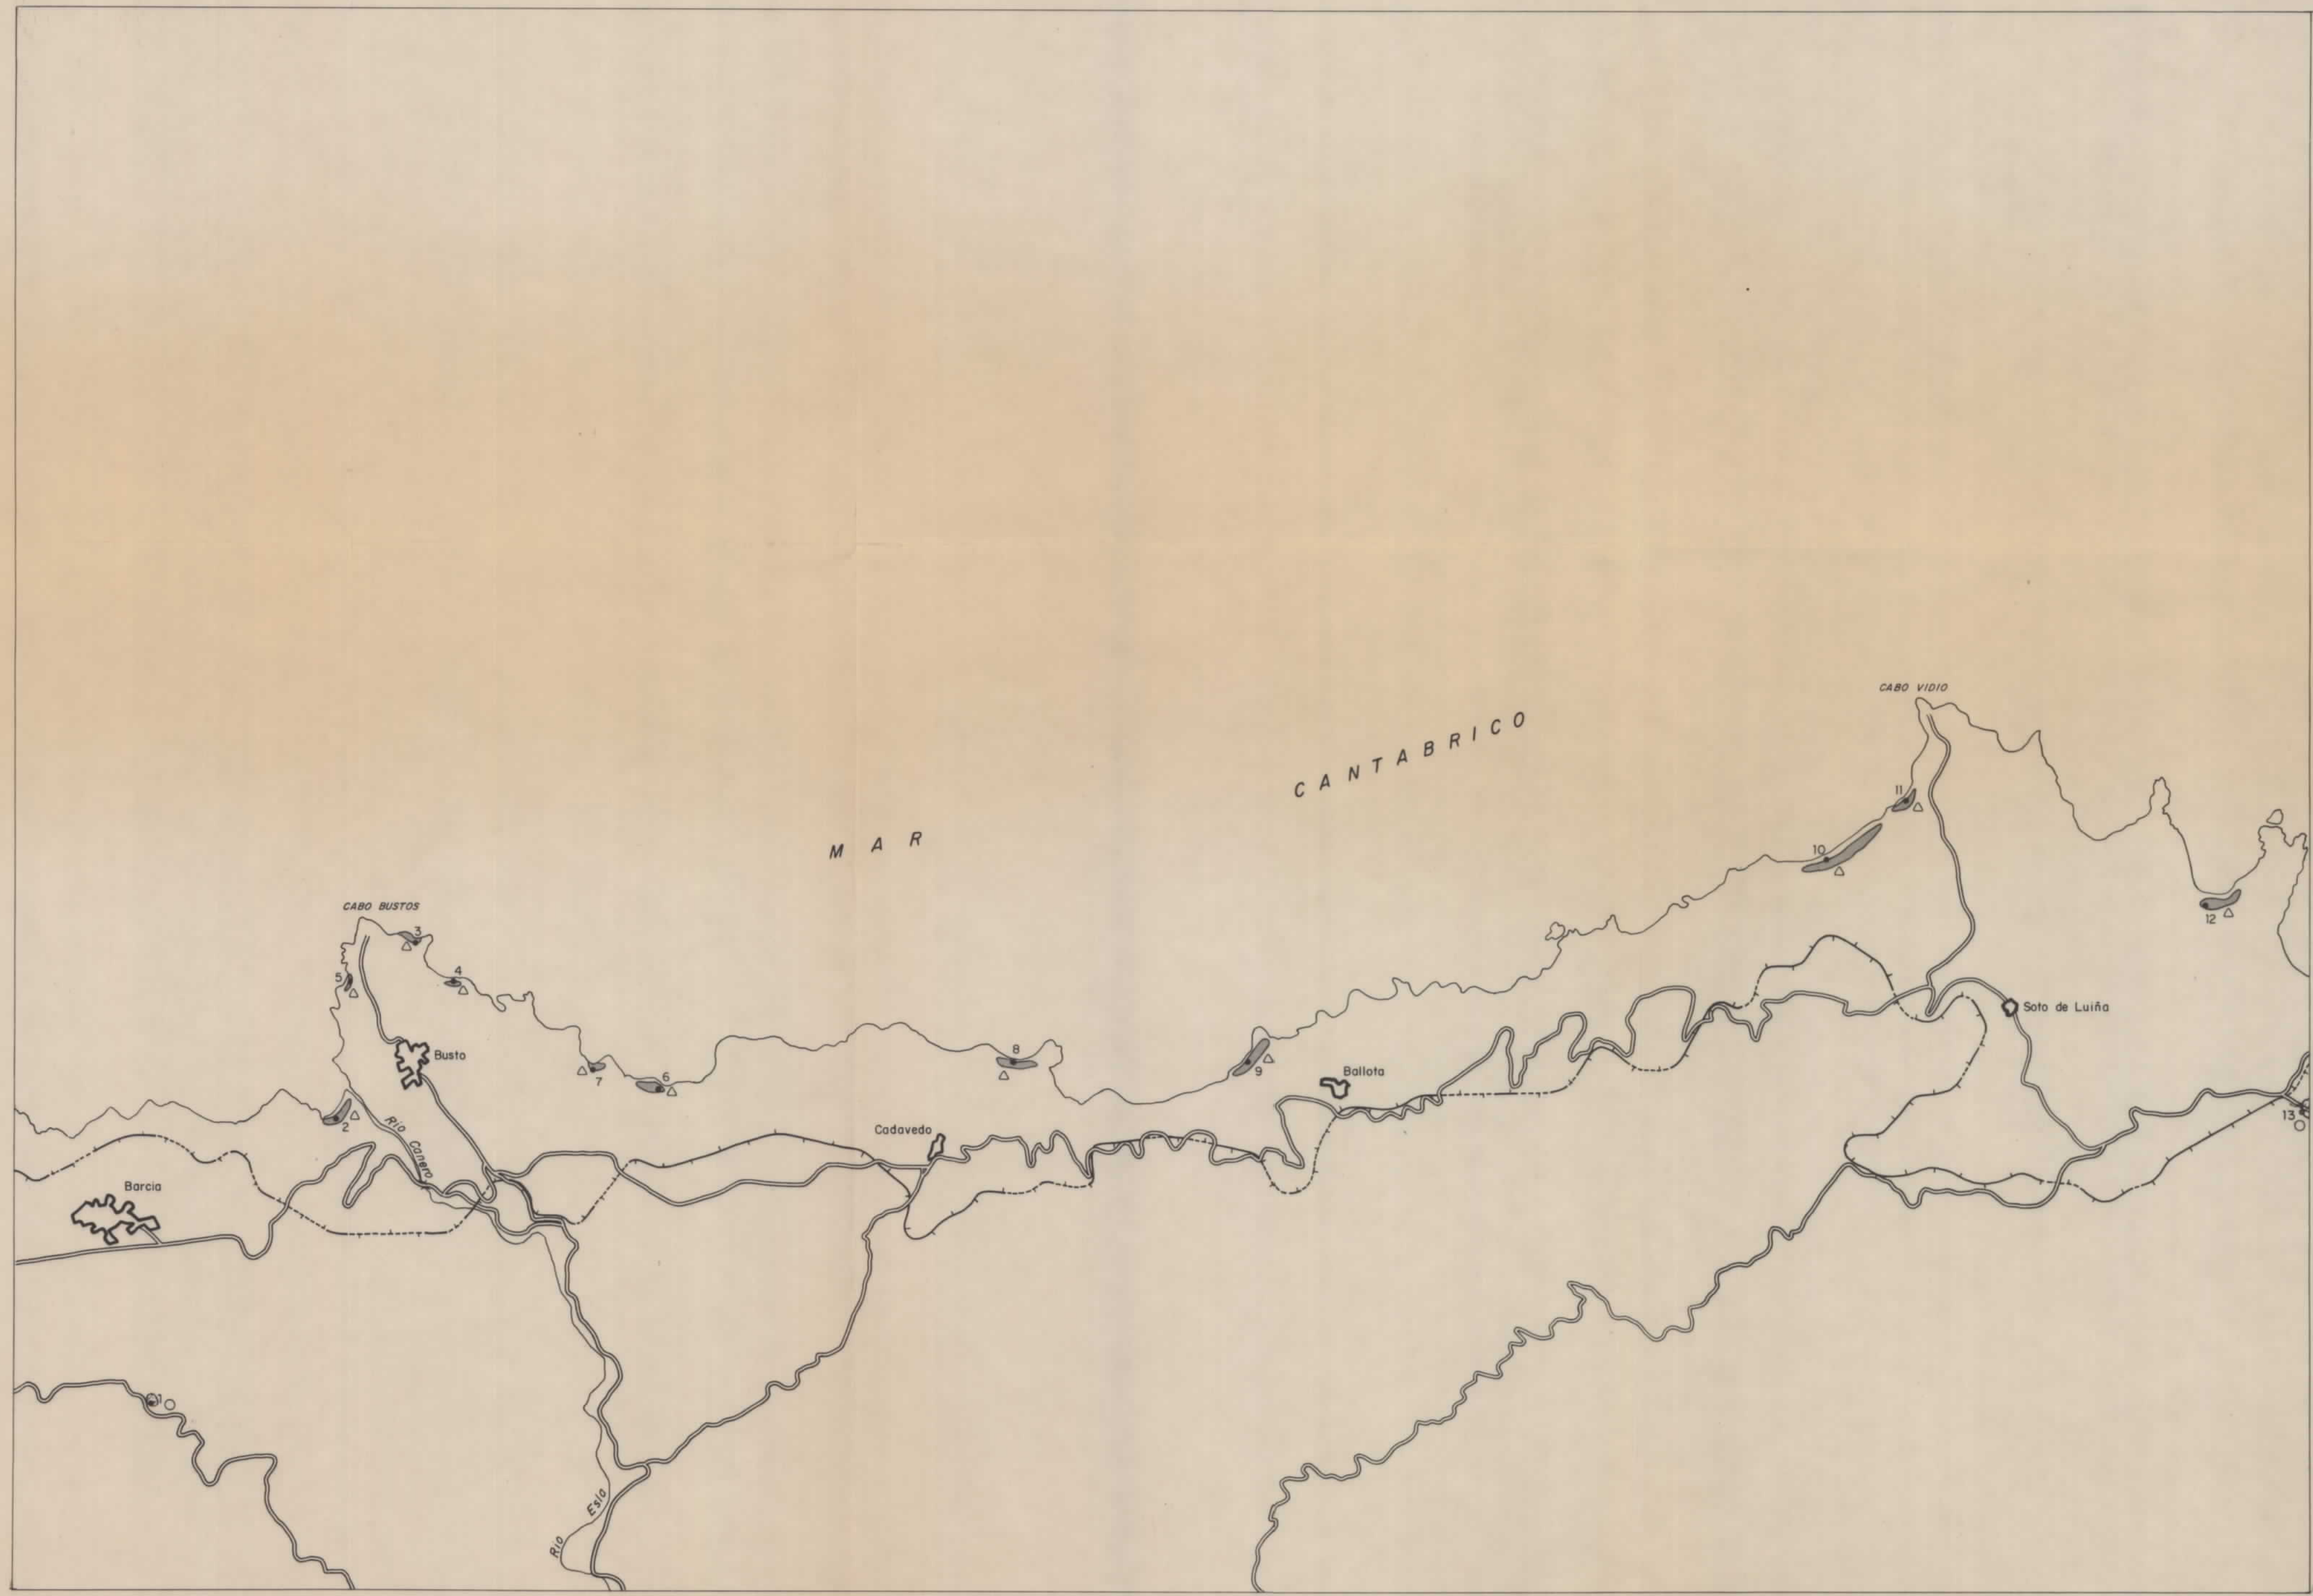 CABO VIDIO
CANTABRICO
MAR
11
10
CABO BUSTOS
3
12
4
5
Soto de Luiña
8
Busto
6
9
7
Ballota
13
2
Rio Canero
Cadavedo
Barcia
1
Rio Esla